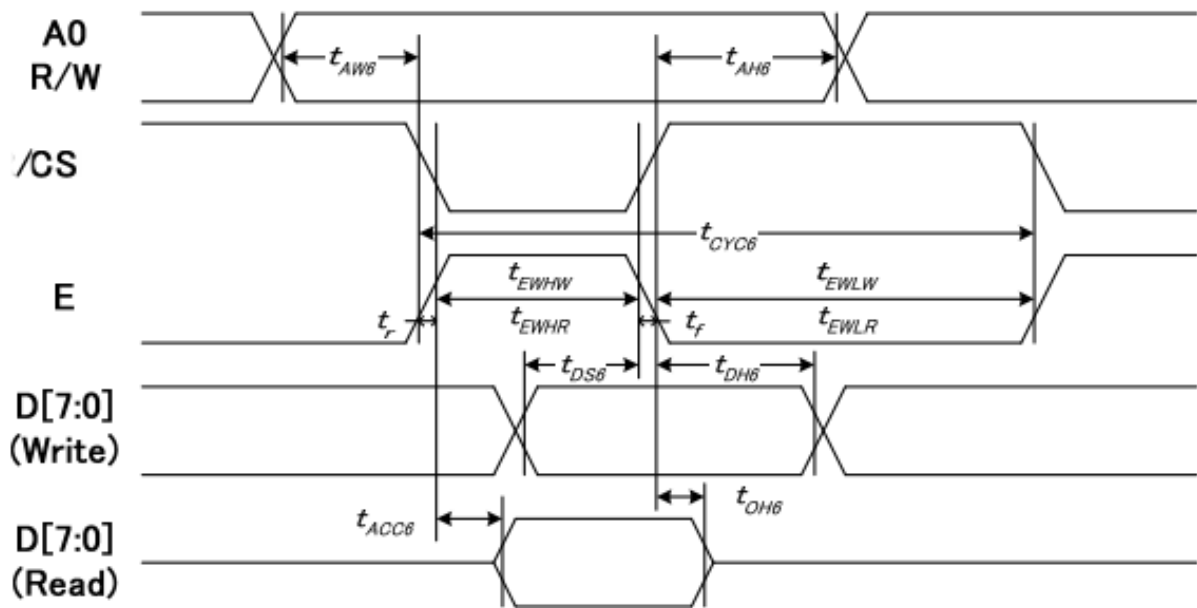 A0
R/W
tAW6
tAH6
/CS
tCYC6
E
tEWHW
tEWLW
tr
tEWHR
tf
tEWLR
D[7:0]
(Write)
tDS6
tDH6
D[7:0]
(Read)
tACC6
tOH6